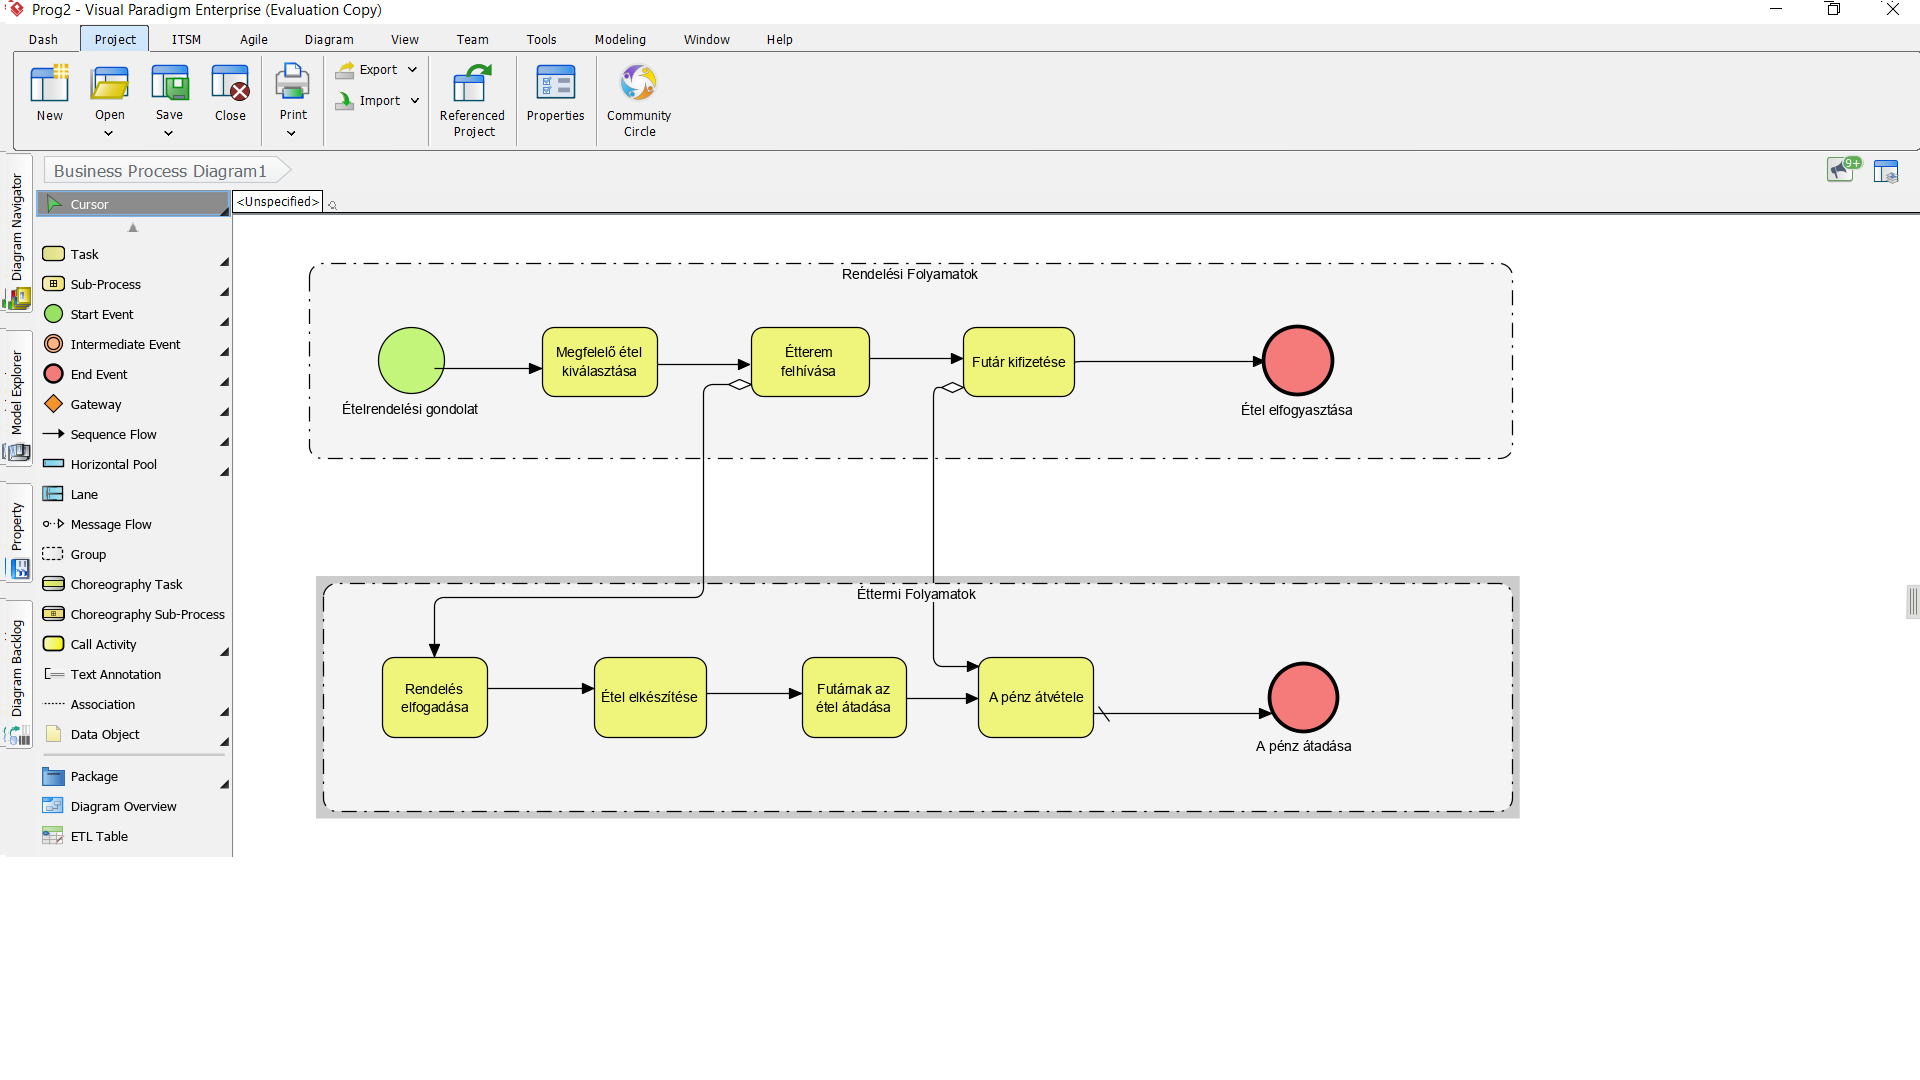 Prog2 - Visual Paradigm Enterprise (Evaluation Copy)
Dash Project ITSM Agile Diagram View Team Tools Modeling Window Help
New Open Save Close Print Export Import Referenced Project Properties Community Circle
Business Process Diagram1
9+
Diagram Navigator
Model Explorer
Property
Diagram Backlog
Cursor
<Unspecified>
Task
Sub-Process
Start Event
Intermediate Event
End Event
Gateway
Sequence Flow
Horizontal Pool
Lane
Message Flow
Group
Choreography Task
Choreography Sub-Process
Call Activity
Text Annotation
Association
Data Object
Package
Diagram Overview
ETL Table
Rendelési Folyamatok
Ételrendelési gondolat
Megfelelő étel
kiválasztása
Étterem
felhívása
Futár kifizetése
Étel elfogyasztása
Éttermi Folyamatok
Rendelés
elfogadása
Étel elkészítése
Futárnak az
étel átadása
A pénz átvétele
A pénz átadása